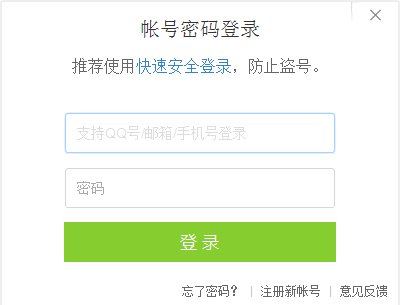 帐号密码登录
推荐使用快速安全登录，防止盗号。
支持QQ号/邮箱/手机号登录
密码
登 录
忘了密码？ | 注册新帐号 | 意见反馈